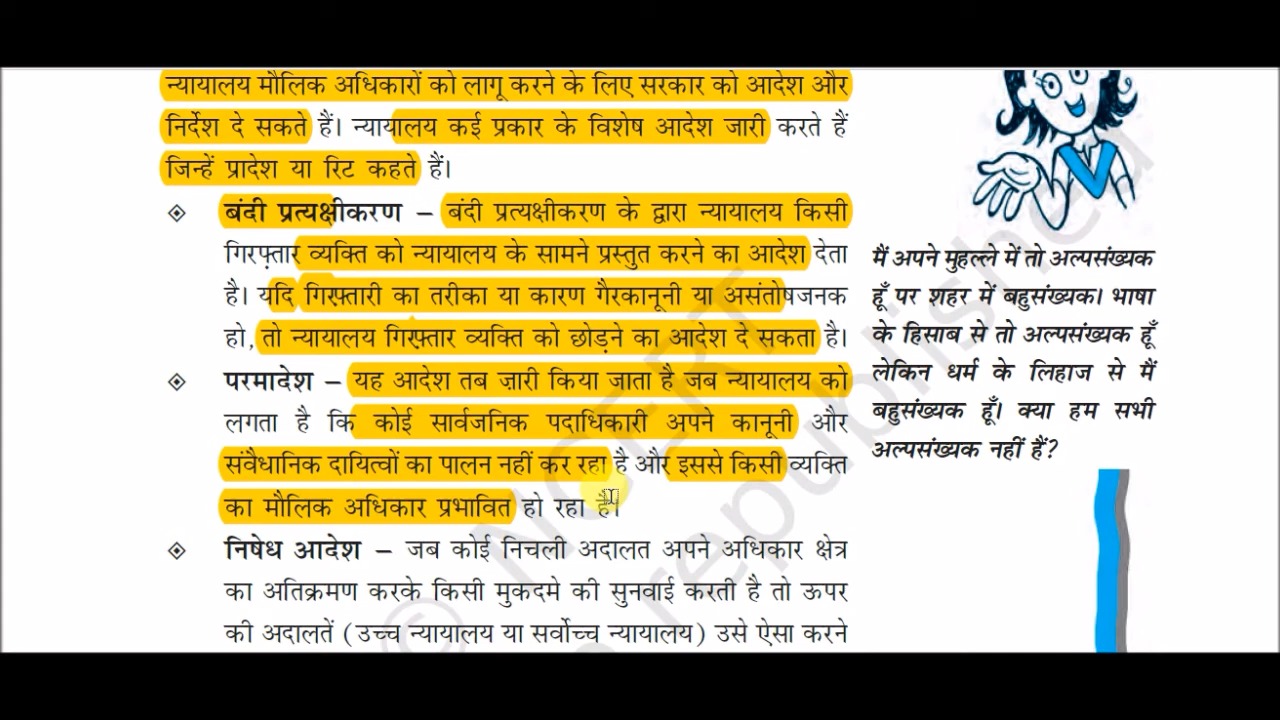 न्यायालय मौलिक अधिकारों को लागू करने के लिए सरकार को आदेश और
निर्देश दे सकते हैं। न्यायालय कई प्रकार के विशेष आदेश जारी करते हैं
जिन्हें प्रादेश या रिट कहते हैं।
बंदी प्रत्यक्षीकरण – बंदी प्रत्यक्षीकरण के द्वारा न्यायालय किसी
गिरफ़्तार व्यक्ति को न्यायालय के सामने प्रस्तुत करने का आदेश देता
है। यदि गिरफ़्तारी का तरीका या कारण गैरकानूनी या असंतोषजनक
हो, तो न्यायालय गिरफ़्तार व्यक्ति को छोड़ने का आदेश दे सकता है।
परमादेश – यह आदेश तब जारी किया जाता है जब न्यायालय को
लगता है कि कोई सार्वजनिक पदाधिकारी अपने कानूनी और
संवैधानिक दायित्वों का पालन नहीं कर रहा है और इससे किसी व्यक्ति
का मौलिक अधिकार प्रभावित हो रहा है।
निषेध आदेश – जब कोई निचली अदालत अपने अधिकार क्षेत्र
का अतिक्रमण करके किसी मुकदमे की सुनवाई करती है तो ऊपर
की अदालतें (उच्च न्यायालय या सर्वोच्च न्यायालय) उसे ऐसा करने
मैं अपने मुहल्ले में तो अल्पसंख्यक
हूँ पर शहर में बहुसंख्यक। भाषा
के हिसाब से तो अल्पसंख्यक हूँ
लेकिन धर्म के लिहाज से मैं
बहुसंख्यक हूँ। क्या हम सभी
अल्पसंख्यक नहीं हैं?
© NCERT
republished